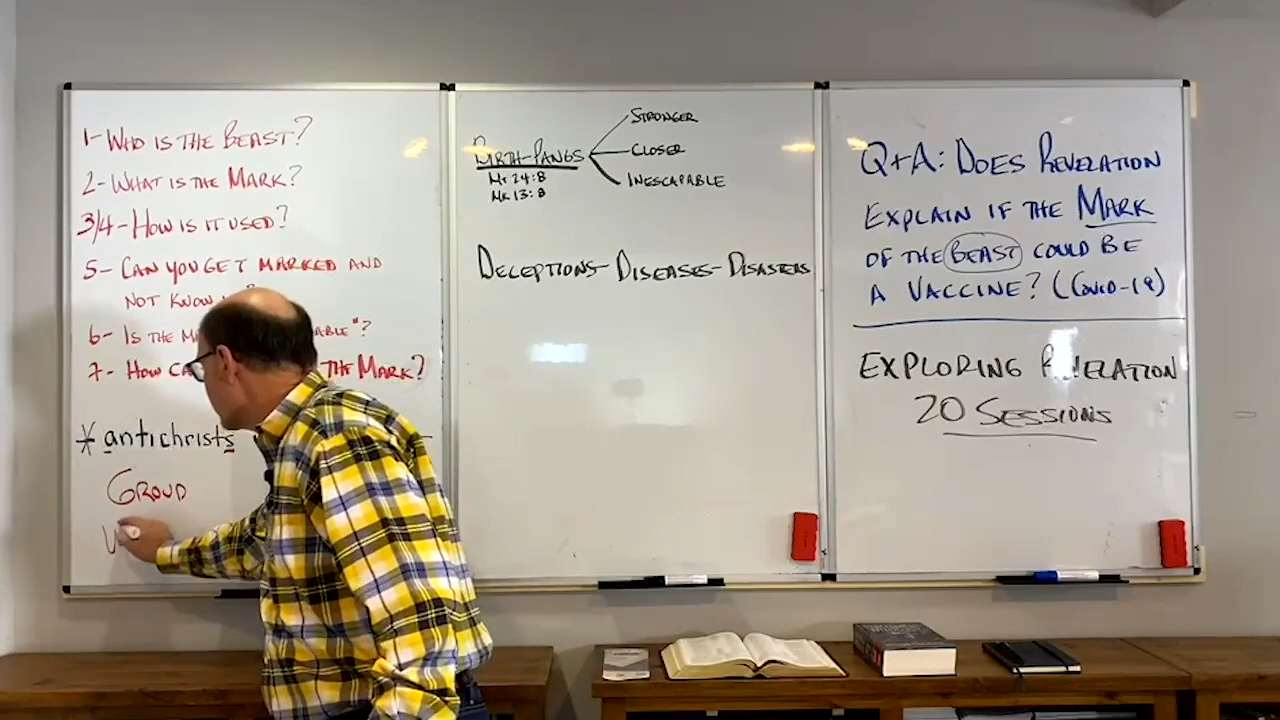 1- WHO IS THE BEAST?
2- WHAT IS THE MARK?
3/4- HOW IS IT USED?
5- CAN YOU GET MARKED AND
NOT KNOW
6- IS THE
7- HOW THE MARK?
* antichrists
GROUP
BIRTH-PANGS
MT 24:8
MK 13:8
STRONGER
CLOSER
INESCAPABLE
DECEPTIONS-DISEASES-DISASTERS
Q+A: DOES REVELATION
EXPLAIN IF THE MARK
OF THE BEAST COULD BE
A VACCINE? (COVID-19)
EXPLORING REVELATION
20 SESSIONS